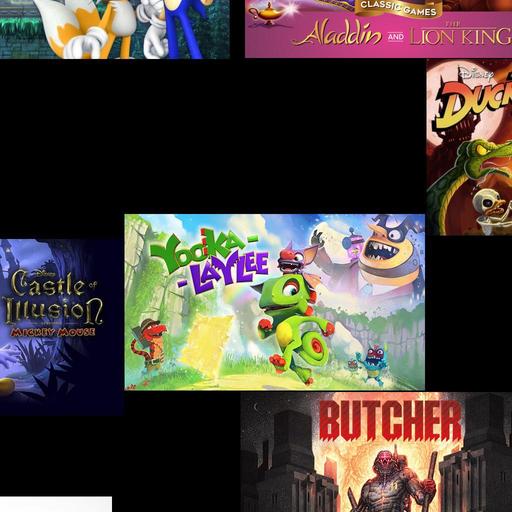 CLASSIC GAMES
Aladdin AND THE LION KING
Disney
DUCK
Disney
Castle of
Illusion
MICKEY MOUSE
YOOKA-
-LAYLEE
BUTCHER